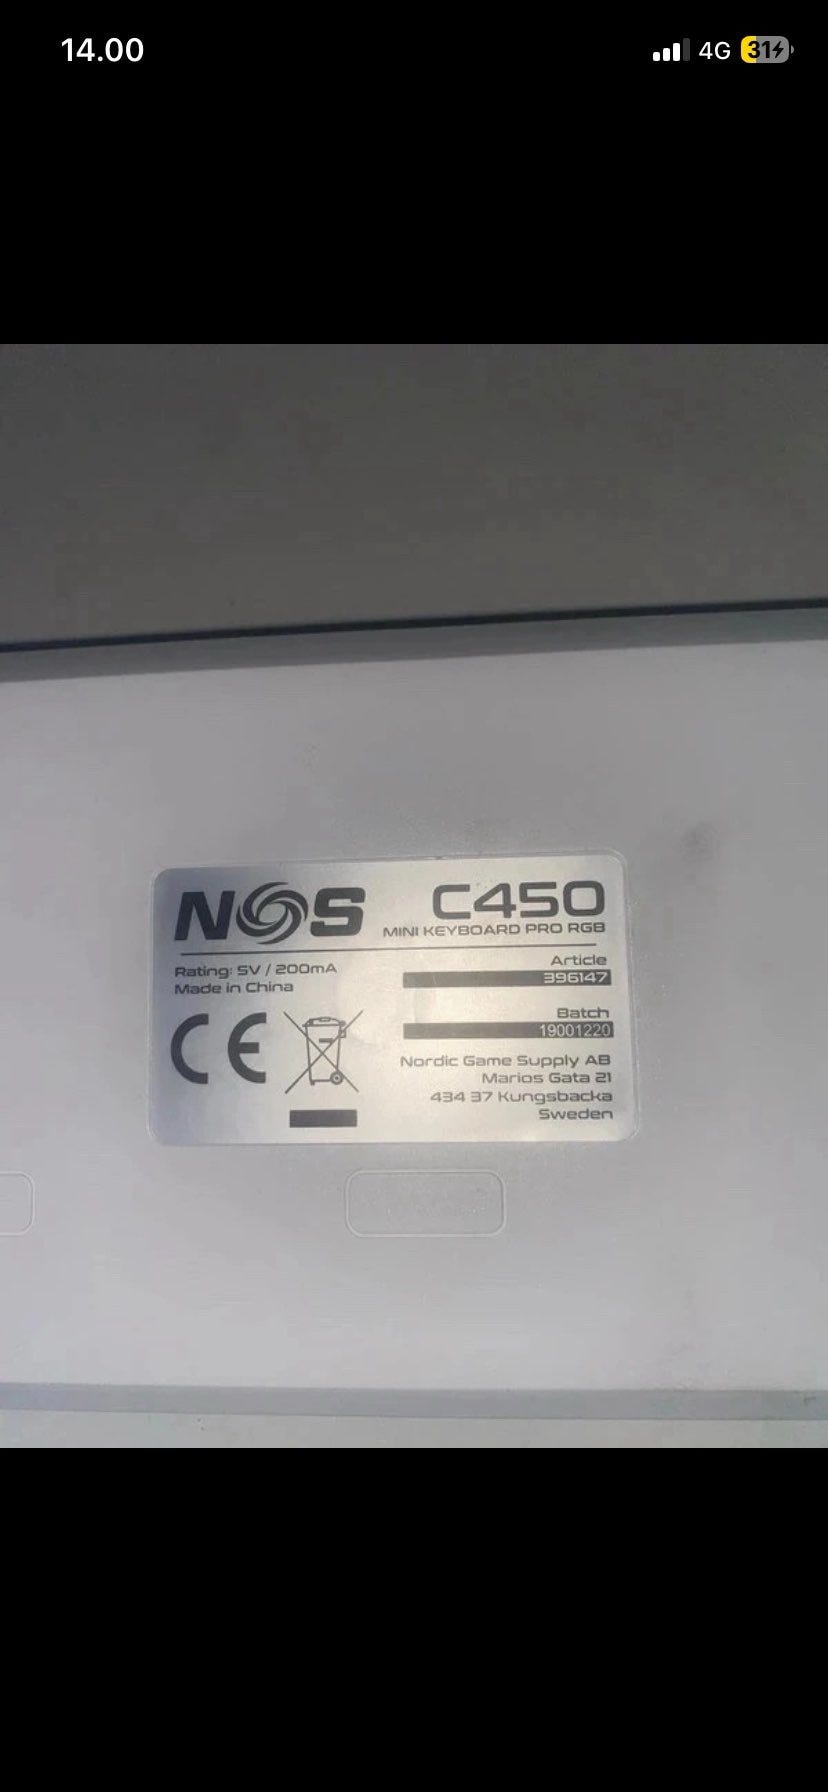 14.00
4G 31
NOS C450
MINI KEYBOARD PRO RGB
Rating: 5V / 200mA
Made in China
Article
396147
Batch
19001220
CE
Nordic Game Supply AB
Marios Gata 21
434 37 Kungsbacka
Sweden